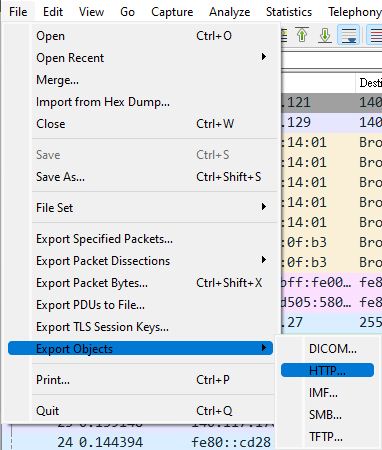 File Edit View Go Capture Analyze Statistics Telephony
Open Ctrl+O
Open Recent
Merge...
Import from Hex Dump...
Close Ctrl+W
Save Ctrl+S
Save As... Ctrl+Shift+S
File Set
Export Specified Packets...
Export Packet Dissections
Export Packet Bytes... Ctrl+Shift+X
Export PDUs to File...
Export TLS Session Keys...
Export Objects
Print... Ctrl+P
Quit Ctrl+Q
DICOM...
HTTP...
IMF...
SMB...
TFTP...
Desti
.121 140
.129 140
:14:01 Bro
:14:01 Bro
:14:01 Bro
:14:01 Bro
:14:01 Bro
:0f:b3 Bro
:0f:b3 Bro
bff:fe00... fe8
d505:580... fe8
.27 255
24 0.144394 fe80::cd28